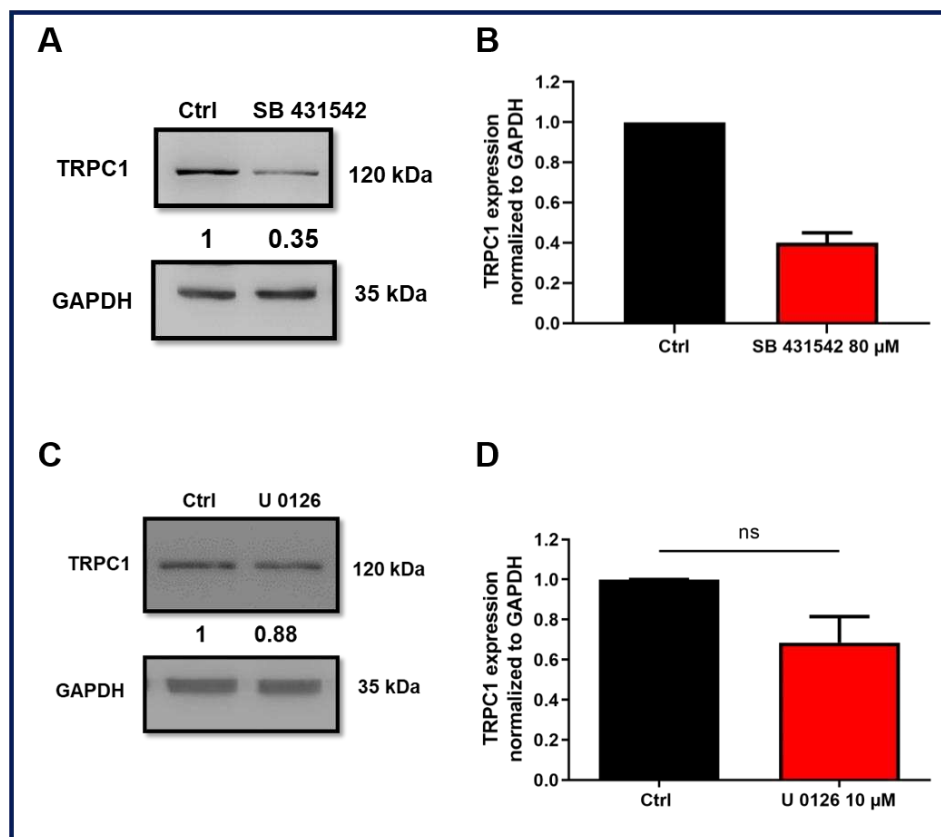 A
Ctrl SB 431542
TRPC1
120 kDa
1 0.35
GAPDH
35 kDa
B
TRPC1 expression
normalized to GAPDH
1.2
1.0
0.8
0.6
0.4
0.2
0.0
Ctrl SB 431542 80 µM
C
Ctrl U 0126
TRPC1
120 kDa
1 0.88
GAPDH
35 kDa
D
ns
TRPC1 expression
normalized to GAPDH
1.2
1.0
0.8
0.6
0.4
0.2
0.0
Ctrl U 0126 10 µM